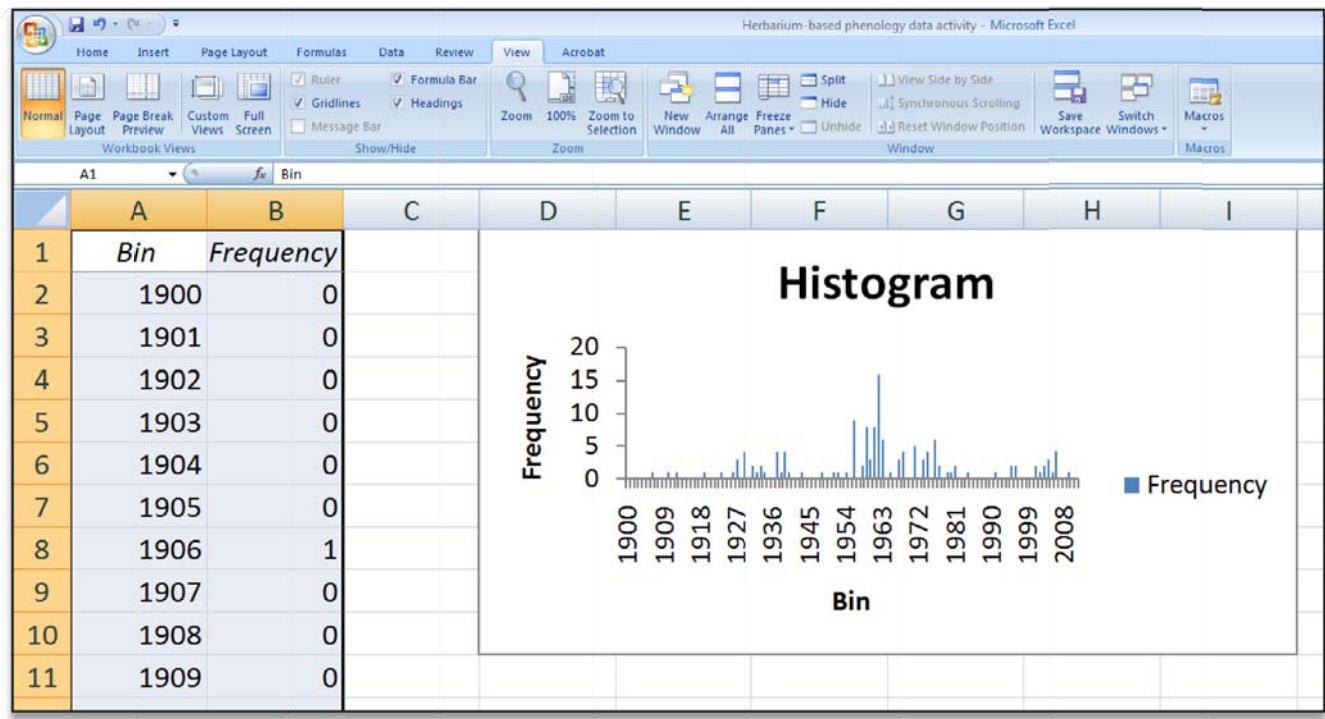 Herbarium-based phenology data activity - Microsoft Excel
Home Insert Page Layout Formulas Data Review View Acrobat
Normal
Page Layout
Page Break Preview
Custom Views
Full Screen
Workbook Views
Ruler
Formula Bar
Gridlines
Headings
Message Bar
Show/Hide
Zoom
100%
Zoom to Selection
Zoom
New Window
Arrange All
Freeze Panes
Split
Hide
Unhide
View Side by Side
Synchronous Scrolling
Reset Window Position
Window
Save Workspace
Switch Windows
Macros
Macros
A1 fx Bin
A B C D E F G H I
1 Bin Frequency
2 1900 0
3 1901 0
4 1902 0
5 1903 0
6 1904 0
7 1905 0
8 1906 1
9 1907 0
10 1908 0
11 1909 0
Histogram
Frequency
20
15
10
5
0
1900 1909 1918 1927 1936 1945 1954 1963 1972 1981 1990 1999 2008
Bin
Frequency